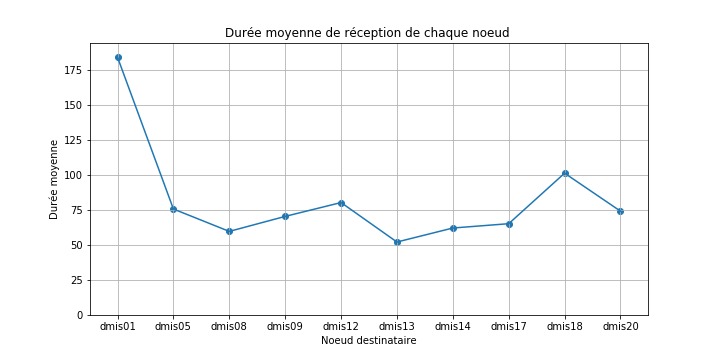 Durée moyenne de réception de chaque noeud
Durée moyenne
175
150
125
100
75
50
25
0
dmis01 dmis05 dmis08 dmis09 dmis12 dmis13 dmis14 dmis17 dmis18 dmis20
Noeud destinataire